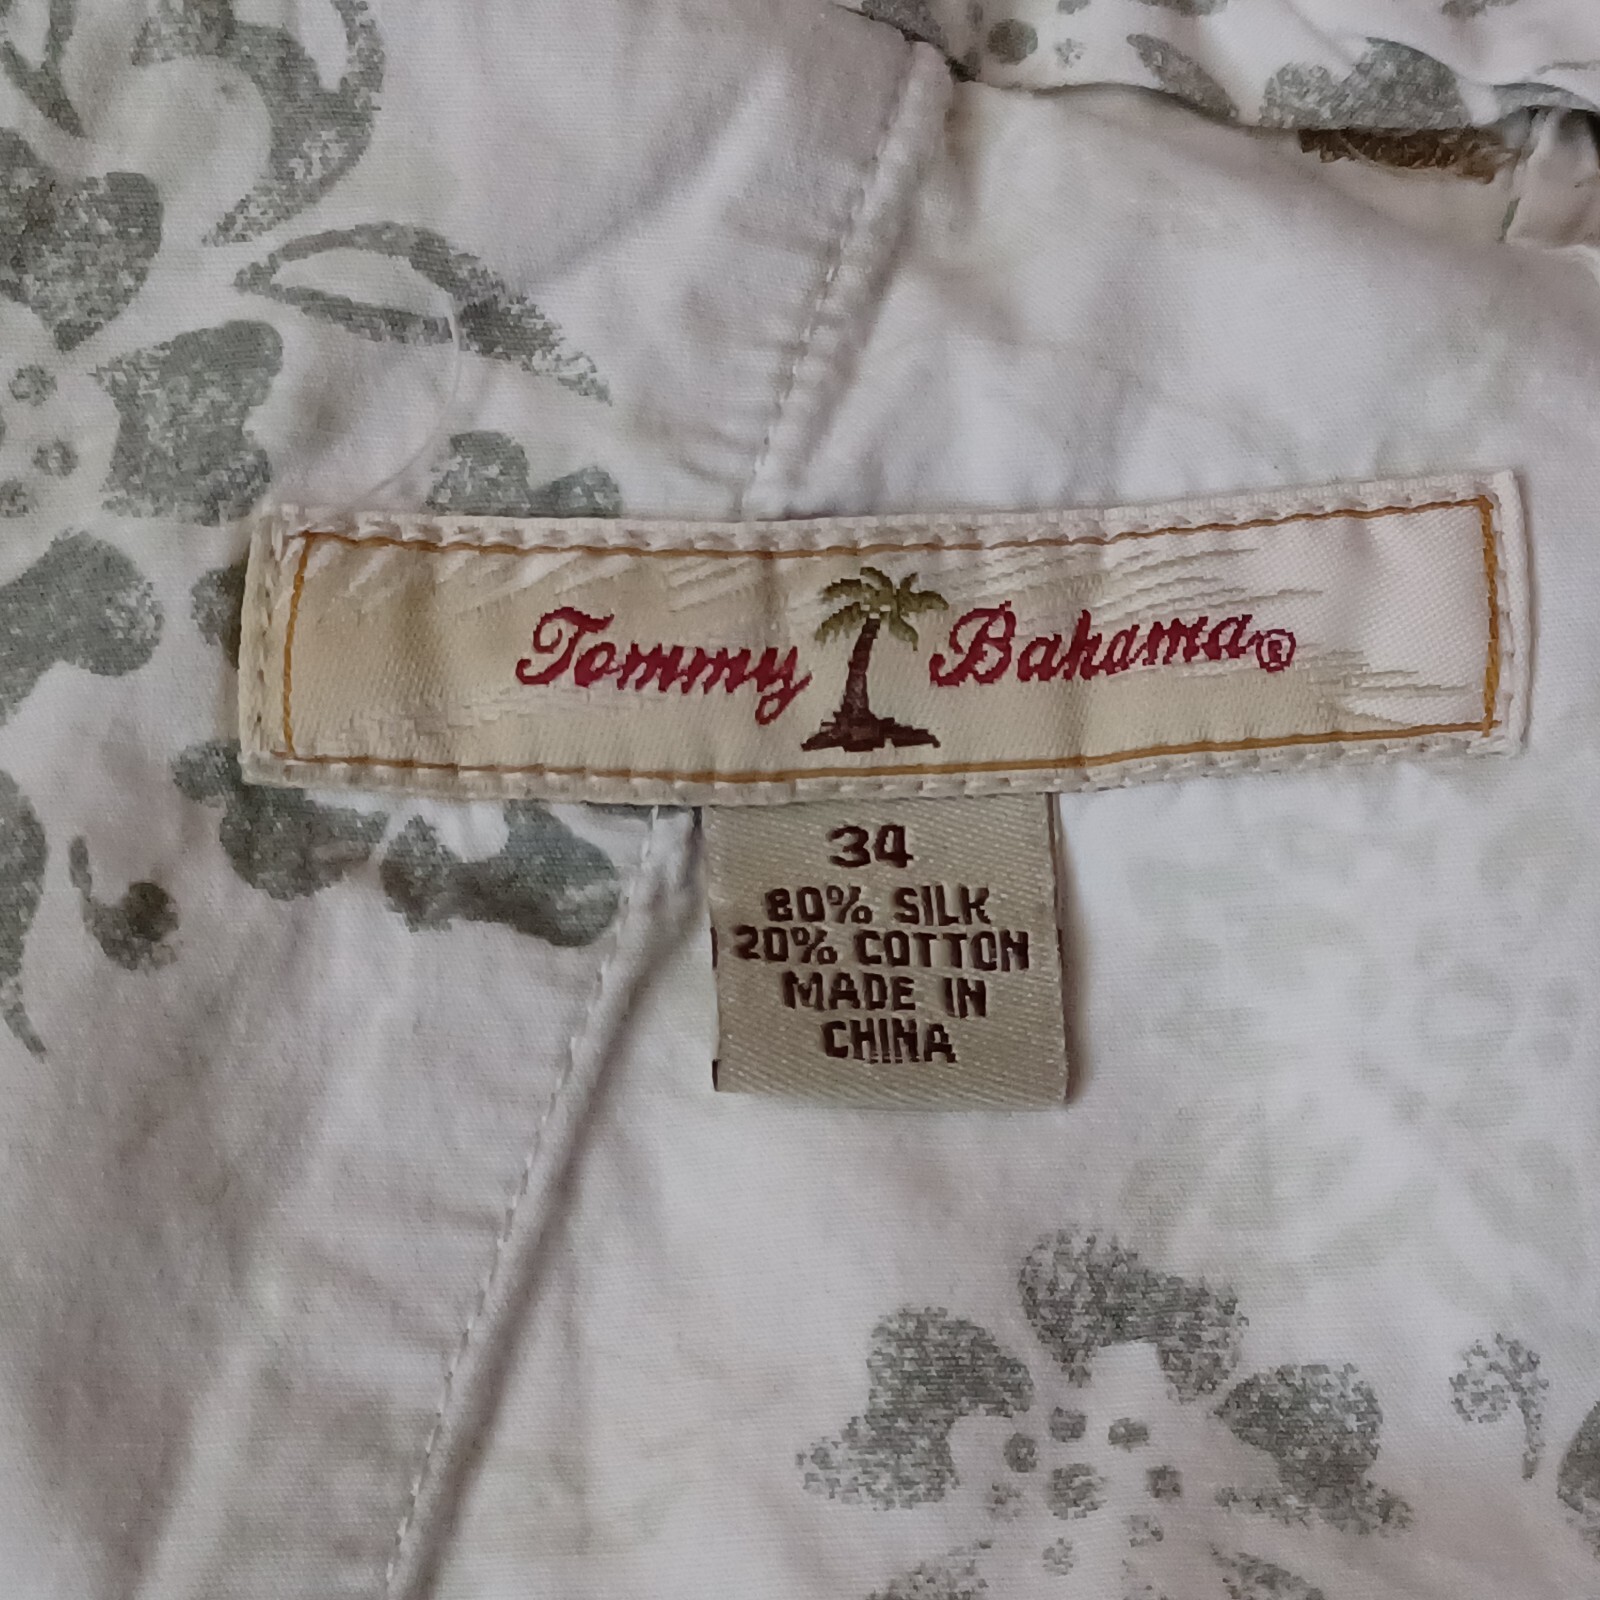 Tommy Bahama®
34
80% SILK
20% COTTON
MADE IN
CHINA